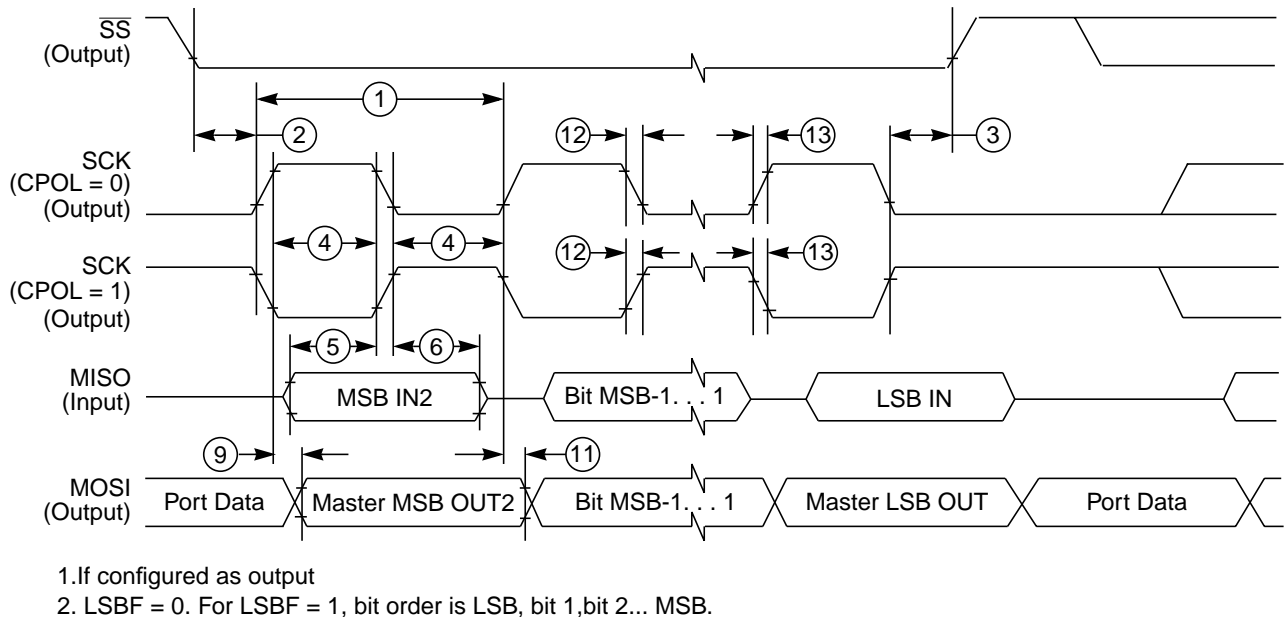 SS
(Output)
1
2
12
13
3
SCK
(CPOL = 0)
(Output)
4
4
12
13
SCK
(CPOL = 1)
(Output)
5
6
MISO
(Input)
MSB IN2
Bit MSB-1. . . 1
LSB IN
9
11
MOSI
(Output)
Port Data
Master MSB OUT2
Bit MSB-1. . . 1
Master LSB OUT
Port Data
1.If configured as output
2. LSBF = 0. For LSBF = 1, bit order is LSB, bit 1,bit 2... MSB.